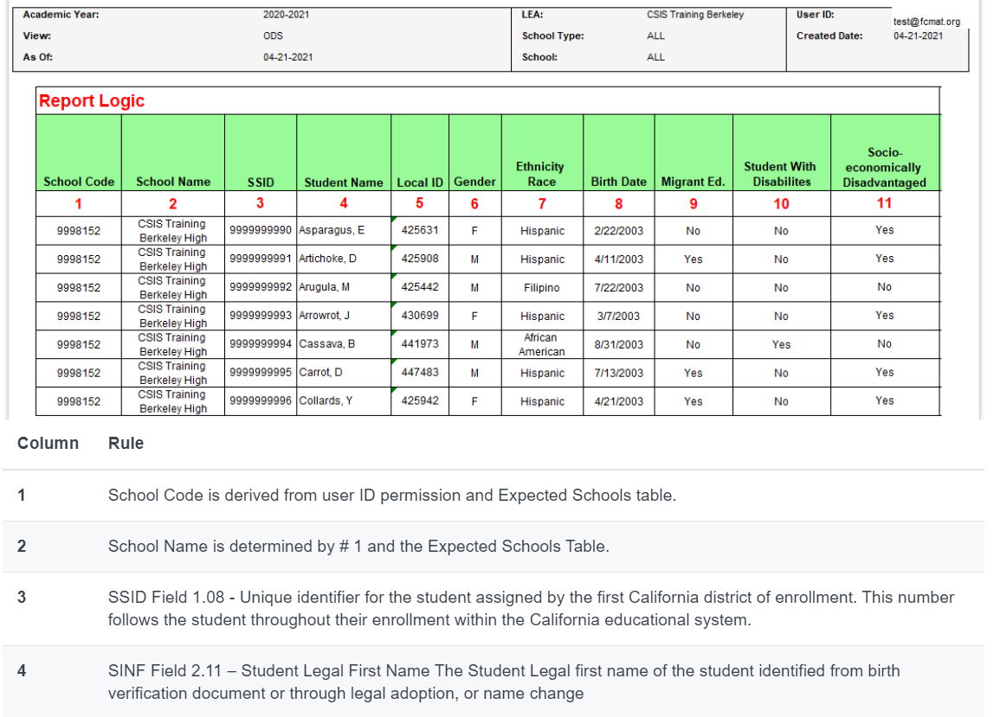 Academic Year: 2020-2021 LEA: CSIS Training Berkeley User ID: test@fcmat.org
View: ODS School Type: ALL Created Date: 04-21-2021
As Of: 04-21-2021 School: ALL
Report Logic
School Code School Name SSID Student Name Local ID Gender Ethnicity Race Birth Date Migrant Ed. Student With Disabilites Socio-economically Disadvantaged
1 2 3 4 5 6 7 8 9 10 11
9998152 CSIS Training Berkeley High 9999999990 Asparagus, E 425631 F Hispanic 2/22/2003 No No Yes
9998152 CSIS Training Berkeley High 9999999991 Artichoke, D 425908 M Hispanic 4/11/2003 Yes No Yes
9998152 CSIS Training Berkeley High 9999999992 Arugula, M 425442 M Filipino 7/22/2003 No No No
9998152 CSIS Training Berkeley High 9999999993 Arrowrot, J 430699 F Hispanic 3/7/2003 No No Yes
9998152 CSIS Training Berkeley High 9999999994 Cassava, B 441973 M African American 8/31/2003 No Yes No
9998152 CSIS Training Berkeley High 9999999995 Carrot, D 447483 M Hispanic 7/13/2003 Yes No Yes
9998152 CSIS Training Berkeley High 9999999996 Collards, Y 425942 F Hispanic 4/21/2003 Yes No Yes
Column Rule
1 School Code is derived from user ID permission and Expected Schools table.
2 School Name is determined by # 1 and the Expected Schools Table.
3 SSID Field 1.08 - Unique identifier for the student assigned by the first California district of enrollment. This number
follows the student throughout their enrollment within the California educational system.
4 SINF Field 2.11 – Student Legal First Name The Student Legal first name of the student identified from birth
verification document or through legal adoption, or name change